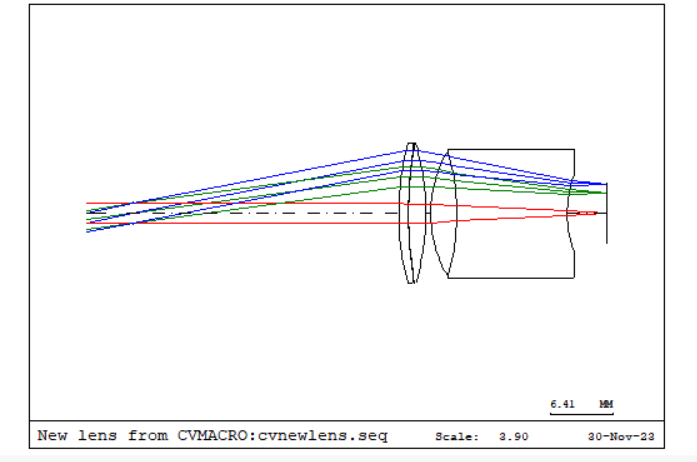 6.41 MM
New lens from CVMACRO:cvnewlens.seq Scale: 3.90 30-Nov-23